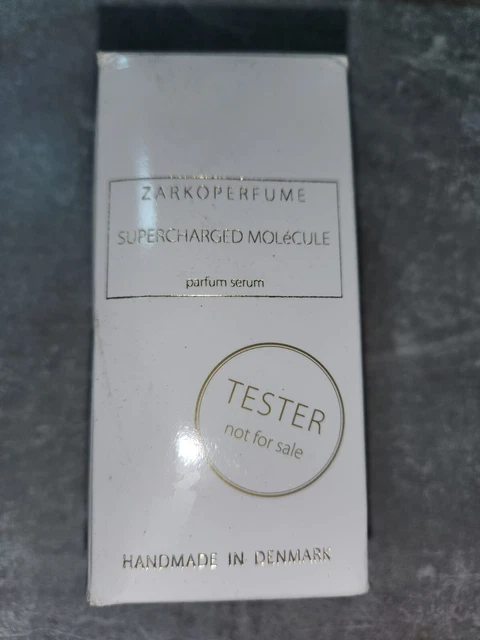 ZARKOPERFUME
SUPERCHARGED MOLéCULE
parfum serum
TESTER
not for sale
HANDMADE IN DENMARK